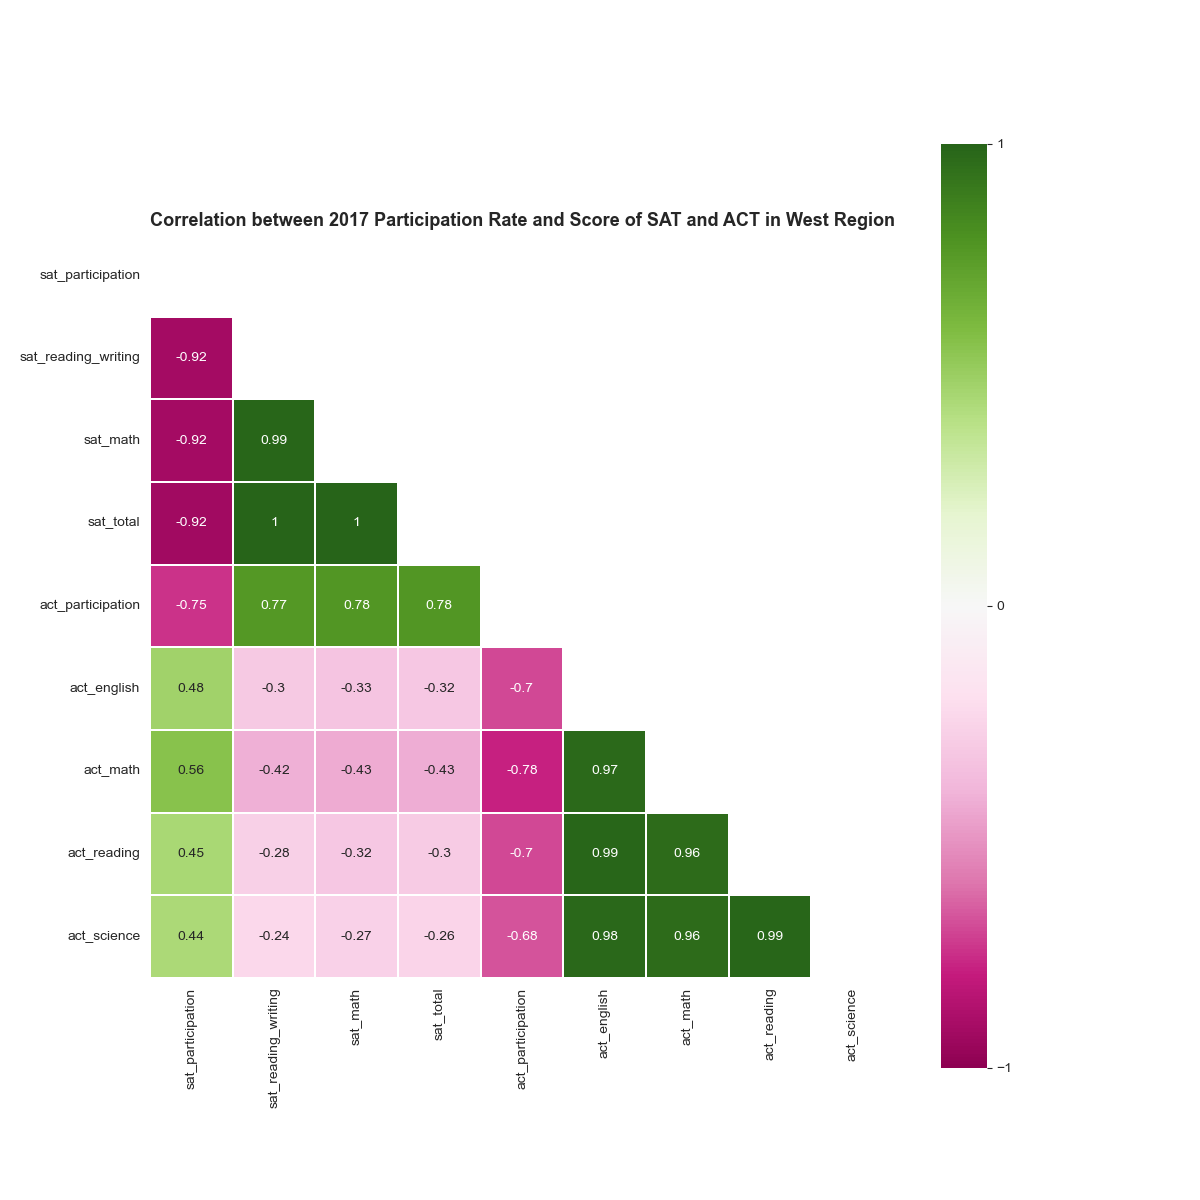 1
Correlation between 2017 Participation Rate and Score of SAT and ACT in West Region
sat_participation
sat_reading_writing -0.92
sat_math -0.92 0.99
sat_total -0.92 1 1
act_participation -0.75 0.77 0.78 0.78
0
act_english 0.48 -0.3 -0.33 -0.32 -0.7
act_math 0.56 -0.42 -0.43 -0.43 -0.78 0.97
act_reading 0.45 -0.28 -0.32 -0.3 -0.7 0.99 0.96
act_science 0.44 -0.24 -0.27 -0.26 -0.68 0.98 0.96 0.99
sat_participation
sat_reading_writing
sat_math
sat_total
act_participation
act_english
act_math
act_reading
act_science
−1